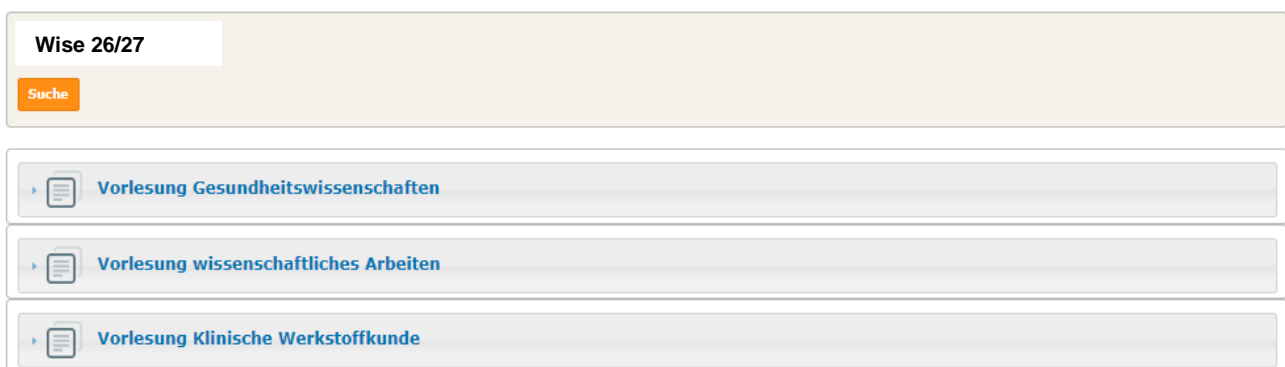 Wise 26/27
Suche
Vorlesung Gesundheitswissenschaften
Vorlesung wissenschaftliches Arbeiten
Vorlesung Klinische Werkstoffkunde